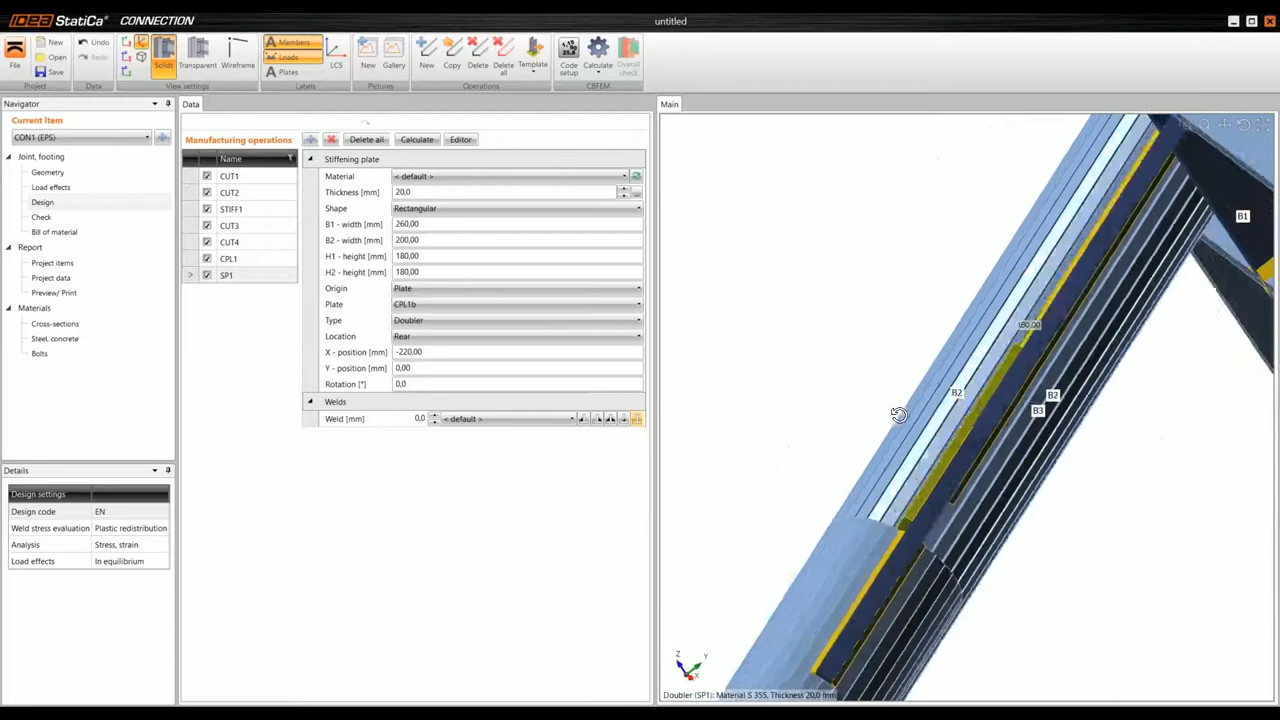 IDEA StatiCa® CONNECTION
untitled
File
New
Open
Save
Project
Undo
Redo
Data
Solids
Transparent
Wireframe
View settings
Members
Loads
Plates
LCS
Labels
New
Gallery
Pictures
New
Copy
Delete
Delete all
Template
Operations
Code setup
Calculate
Overall check
CBFEM
Navigator
Current item
CON1 (EPS)
Joint, footing
Geometry
Load effects
Design
Check
Bill of material
Report
Project items
Project data
Preview/ Print
Materials
Cross-sections
Steel, concrete
Bolts
Details
Design settings
Design code EN
Weld stress evaluation Plastic redistribution
Analysis Stress, strain
Load effects In equilibrium
Data
Manufacturing operations
Delete all
Calculate
Editor
Name
CUT1
CUT2
STIFF1
CUT3
CUT4
CPL1
SP1
Stiffening plate
Material < default >
Thickness [mm] 20,0
Shape Rectangular
B1 - width [mm] 260,00
B2 - width [mm] 200,00
H1 - height [mm] 180,00
H2 - height [mm] 180,00
Origin Plate
Plate CPL1b
Type Doubler
Location Rear
X - position [mm] -220,00
Y - position [mm] 0,00
Rotation [°] 0,0
Welds
Weld [mm] 0,0 < default >
Main
B1
180,00
B2
B2
B3
Z
Y
X
Doubler (SP1): Material S 355, Thickness 20,0 mm